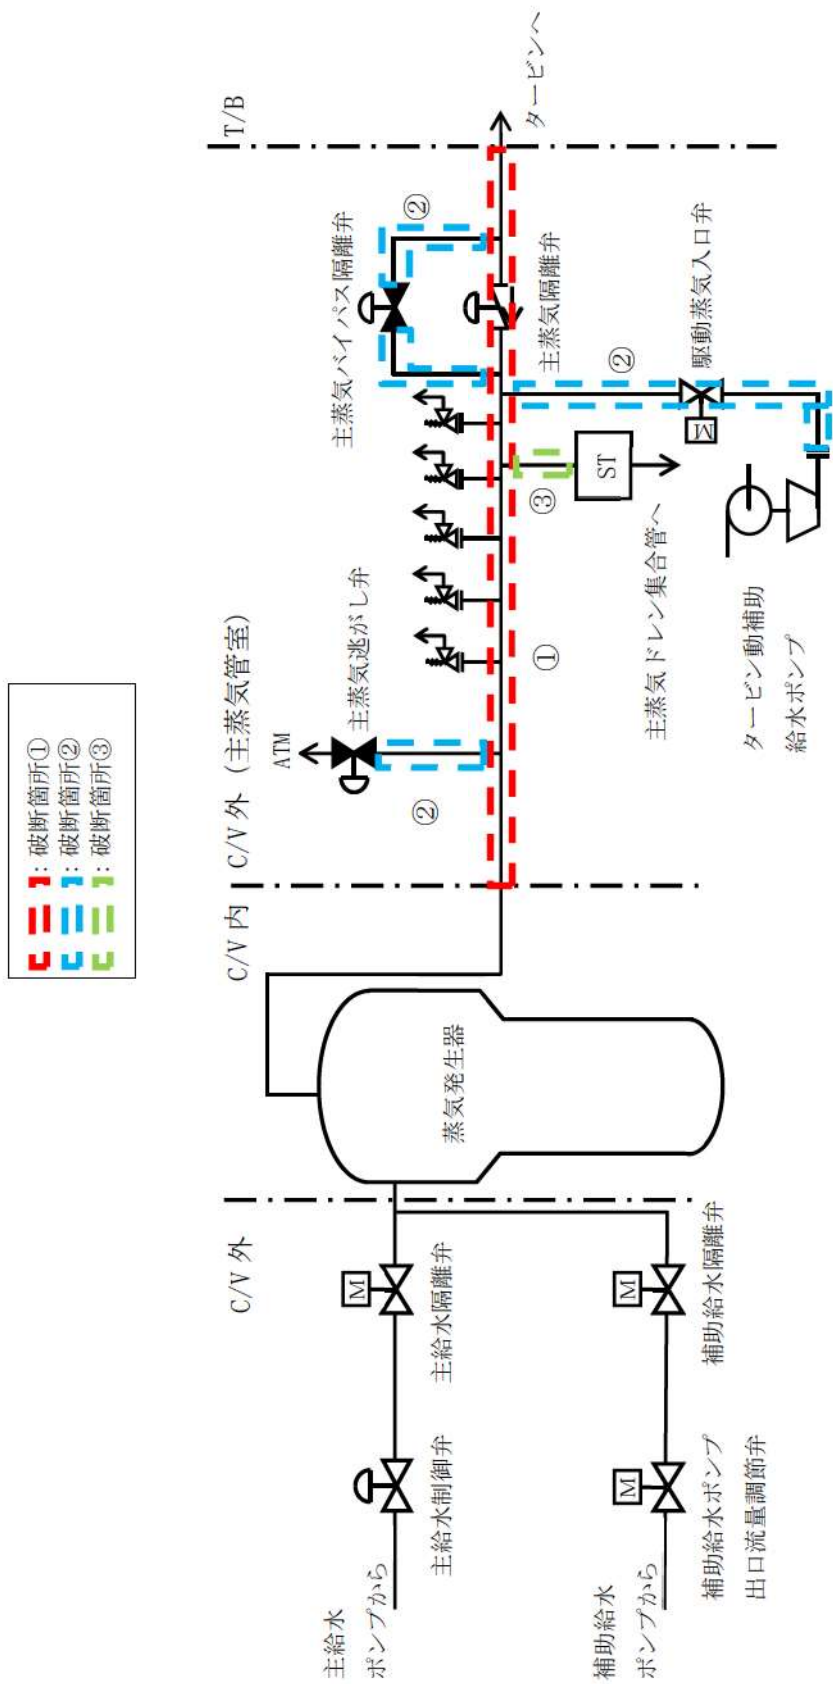 ：破断箇所①
：破断箇所②
：破断箇所③
C/V 外
C/V 内
C/V 外 (主蒸気管室)
T/B
主給水
ポンプから
主給水制御弁
M
主給水隔離弁
補助給水
ポンプから
M
補助給水ポンプ
出口流量調節弁
M
補助給水隔離弁
蒸気発生器
ATM
主蒸気逃がし弁
②
①
主蒸気バイパス隔離弁
②
主蒸気隔離弁
タービンへ
③
ST
主蒸気ドレン集合管へ
②
M
駆動蒸気入口弁
タービン動補助
給水ポンプ